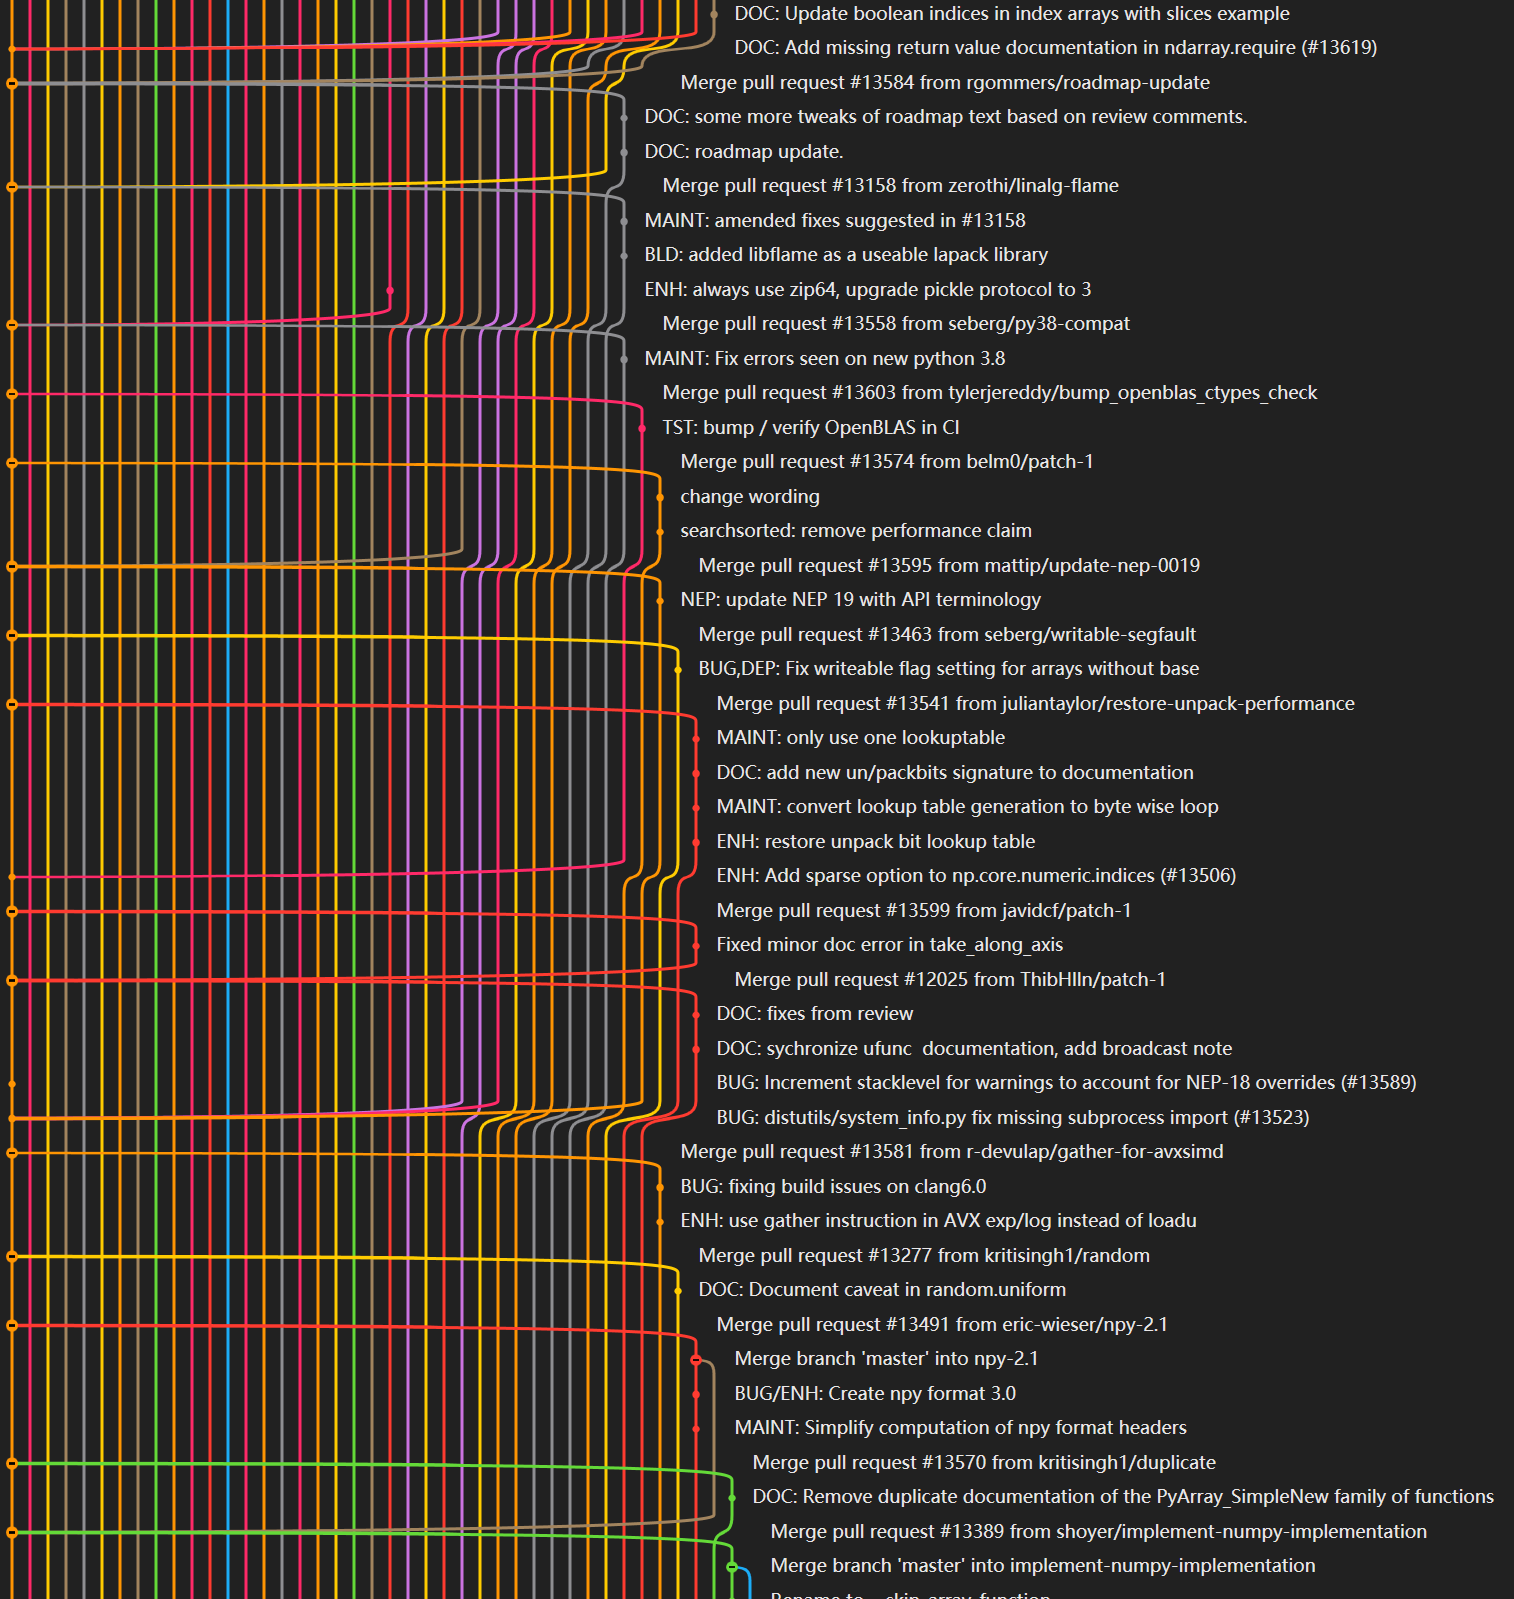 DOC: Update boolean indices in index arrays with slices example
DOC: Add missing return value documentation in ndarray.require (#13619)
Merge pull request #13584 from rgommers/roadmap-update
DOC: some more tweaks of roadmap text based on review comments.
DOC: roadmap update.
Merge pull request #13158 from zerothi/linalg-flame
MAINT: amended fixes suggested in #13158
BLD: added libflame as a useable lapack library
ENH: always use zip64, upgrade pickle protocol to 3
Merge pull request #13558 from seberg/py38-compat
MAINT: Fix errors seen on new python 3.8
Merge pull request #13603 from tylerjereddy/bump_openblas_ctypes_check
TST: bump / verify OpenBLAS in CI
Merge pull request #13574 from belm0/patch-1
change wording
searchsorted: remove performance claim
Merge pull request #13595 from mattip/update-nep-0019
NEP: update NEP 19 with API terminology
Merge pull request #13463 from seberg/writable-segfault
BUG,DEP: Fix writeable flag setting for arrays without base
Merge pull request #13541 from juliantaylor/restore-unpack-performance
MAINT: only use one lookuptable
DOC: add new un/packbits signature to documentation
MAINT: convert lookup table generation to byte wise loop
ENH: restore unpack bit lookup table
ENH: Add sparse option to np.core.numeric.indices (#13506)
Merge pull request #13599 from javidcf/patch-1
Fixed minor doc error in take_along_axis
Merge pull request #12025 from ThibHlln/patch-1
DOC: fixes from review
DOC: sychronize ufunc  documentation, add broadcast note
BUG: Increment stacklevel for warnings to account for NEP-18 overrides (#13589)
BUG: distutils/system_info.py fix missing subprocess import (#13523)
Merge pull request #13581 from r-devulap/gather-for-avxsimd
BUG: fixing build issues on clang6.0
ENH: use gather instruction in AVX exp/log instead of loadu
Merge pull request #13277 from kritisingh1/random
DOC: Document caveat in random.uniform
Merge pull request #13491 from eric-wieser/npy-2.1
Merge branch 'master' into npy-2.1
BUG/ENH: Create npy format 3.0
MAINT: Simplify computation of npy format headers
Merge pull request #13570 from kritisingh1/duplicate
DOC: Remove duplicate documentation of the PyArray_SimpleNew family of functions
Merge pull request #13389 from shoyer/implement-numpy-implementation
Merge branch 'master' into implement-numpy-implementation